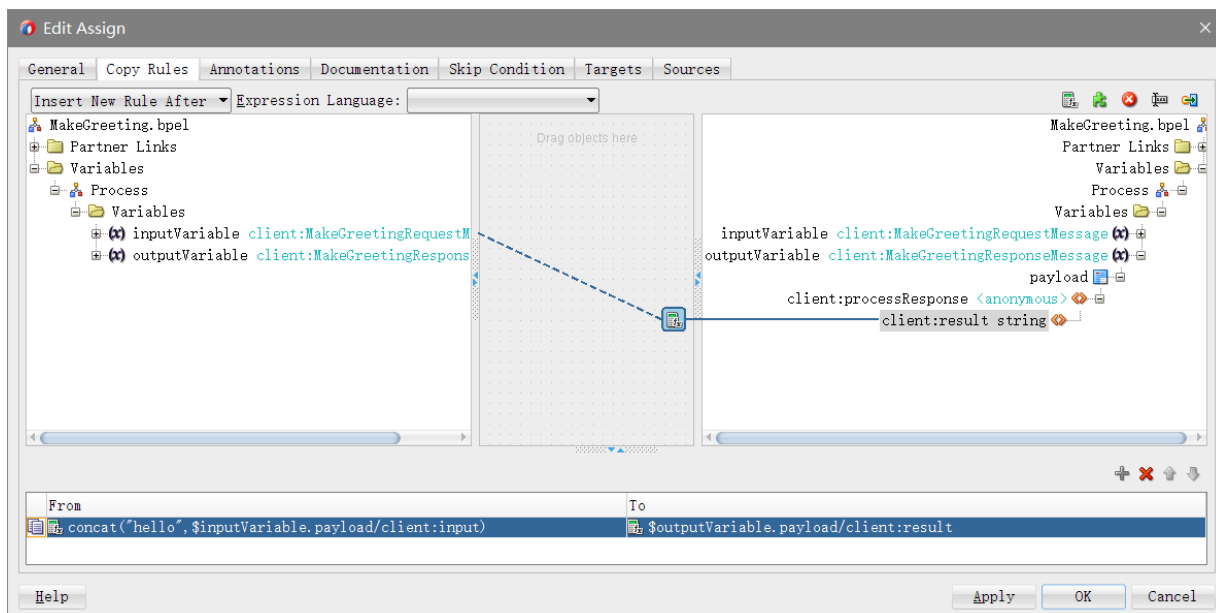 Edit Assign
General Copy Rules Annotations Documentation Skip Condition Targets Sources
Insert New Rule After Expression Language:
MakeGreeting.bpel
Partner Links
Variables
Process
Variables
(x) inputVariable client:MakeGreetingRequestM
(x) outputVariable client:MakeGreetingRespons
Drag objects here
MakeGreeting.bpel
Partner Links
Variables
Process
Variables
inputVariable client:MakeGreetingRequestMessage (x)
outputVariable client:MakeGreetingResponseMessage (x)
payload
client:processResponse <anonymous>
client:result string
From To
concat("hello",$inputVariable.payload/client:input) $outputVariable.payload/client:result
Help Apply OK Cancel